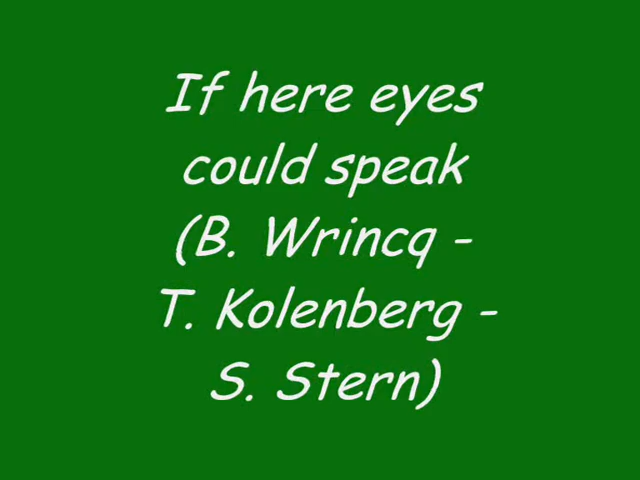 If here eyes
could speak
(B. Wrincq -
T. Kolenberg -
S. Stern)